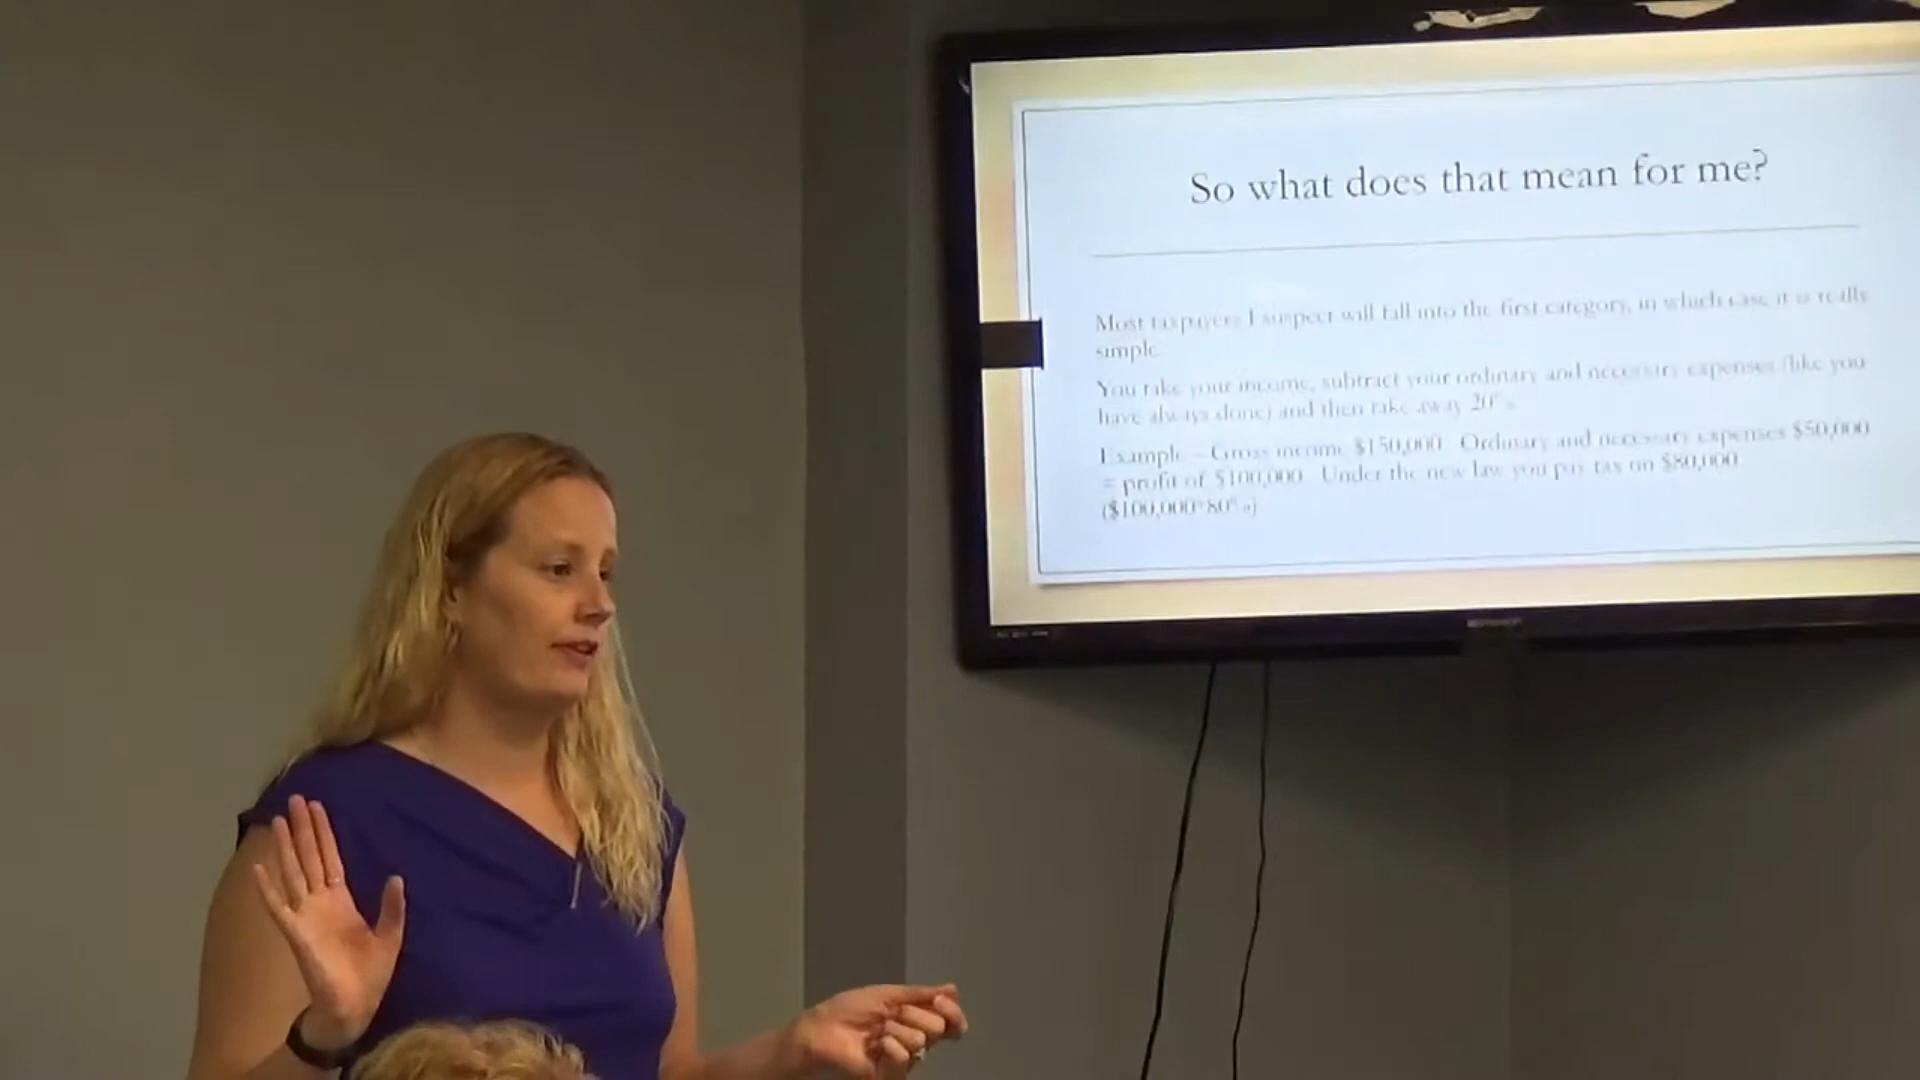 So what does that mean for me?
Most taxpayers I suspect will fall into the first category, in which case it is really
simple.
You take your income, subtract your ordinary and necessary expenses (like you
have always done) and then take away 20%.
Example – Gross income $150,000 Ordinary and necessary expenses $50,000
= profit of $100,000 Under the new law you pay tax on $80,000
($100,000*80%)